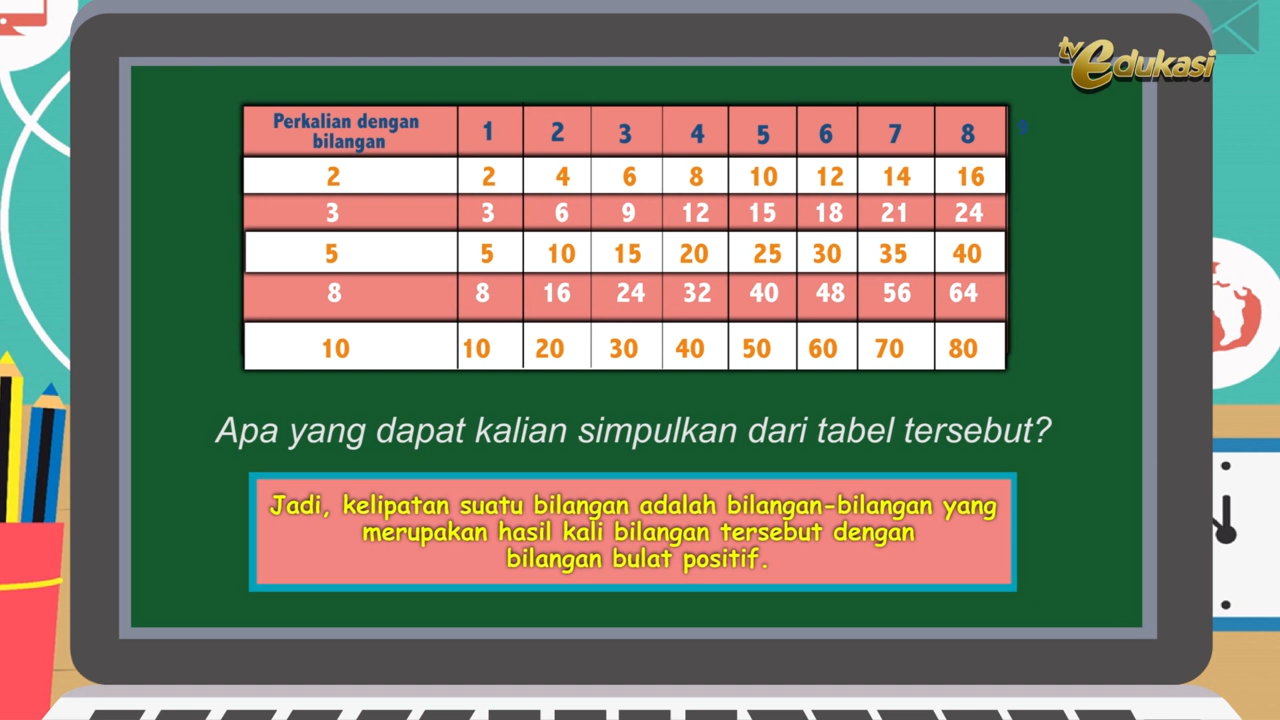 tv edukasi
Perkalian dengan bilangan 1 2 3 4 5 6 7 8
2 2 4 6 8 10 12 14 16
3 3 6 9 12 15 18 21 24
5 5 10 15 20 25 30 35 40
8 8 16 24 32 40 48 56 64
10 10 20 30 40 50 60 70 80
Apa yang dapat kalian simpulkan dari tabel tersebut?
Jadi, kelipatan suatu bilangan adalah bilangan-bilangan yang
merupakan hasil kali bilangan tersebut dengan
bilangan bulat positif.